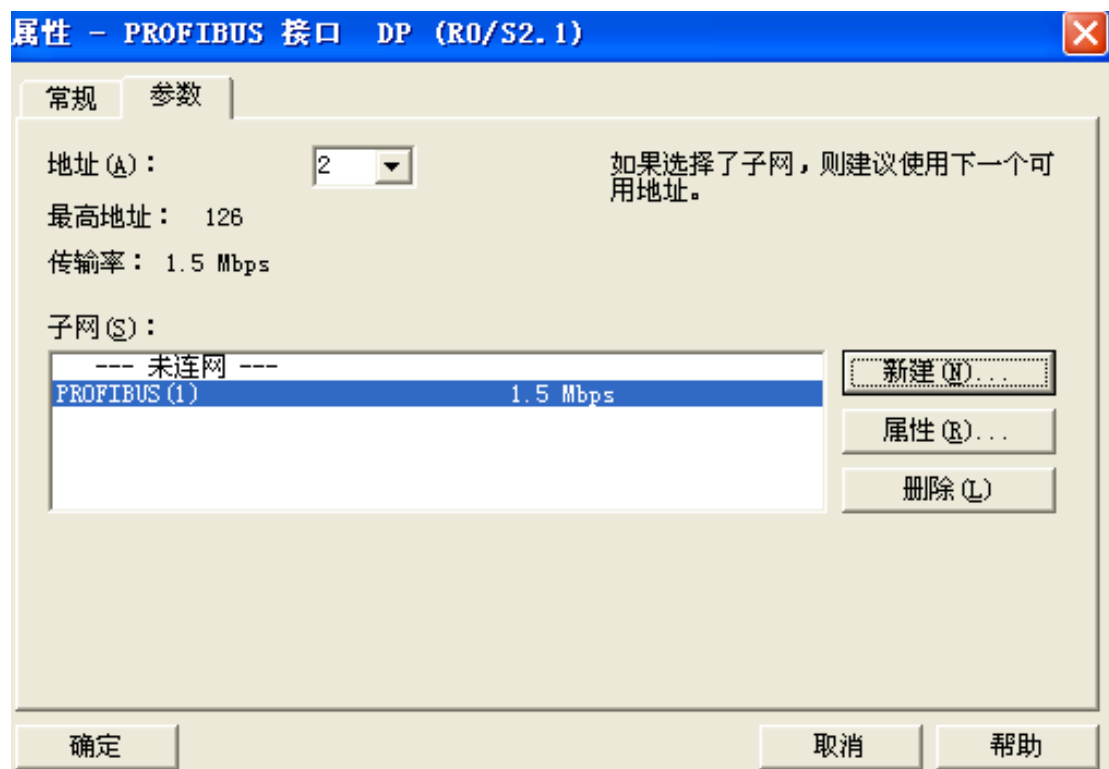 属性 - PROFIBUS 接口 DP (R0/S2.1)
常规 参数
地址(A): 2
如果选择了子网,则建议使用下一个可
用地址。
最高地址: 126
传输率: 1.5 Mbps
子网(S):
--- 未连网 ---
PROFIBUS(1) 1.5 Mbps
新建(N)...
属性(R)...
删除(L)
确定 取消 帮助